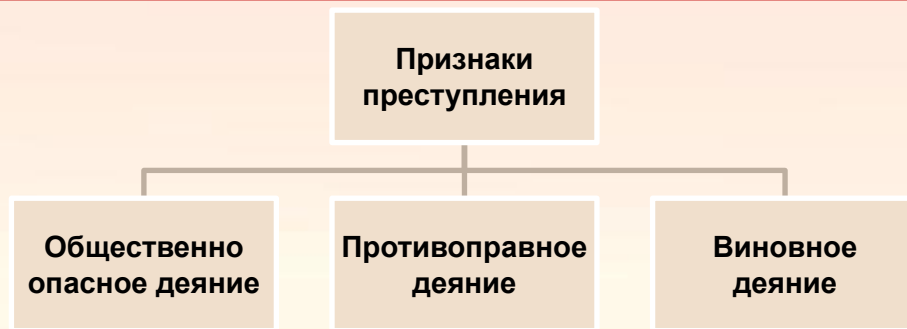 Признаки
преступления
Общественно
опасное деяние
Противоправное
деяние
Виновное
деяние